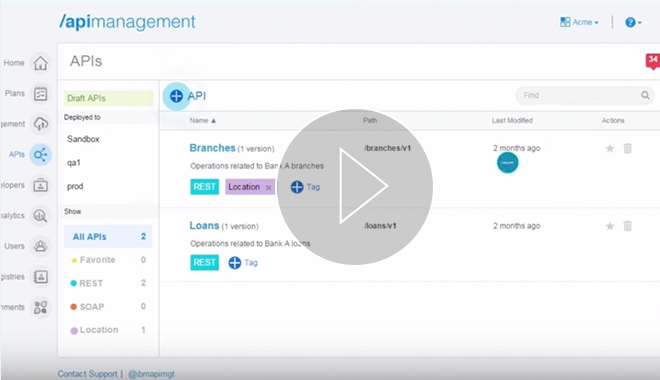 /apimanagement
Acme
?
Home
APIs
34
Plans
Draft APIs
API
Find
Deployed to
Name ▲ Path Last Modified Actions
gement
Sandbox
APIs
qa1
Branches (1 version) /branches/v1 2 months ago
Operations related to Bank A branches
elopers
prod
REST Location × Tag
nalytics
Show
Loans (1 version) /loans/v1 2 months ago
All APIs 2
Operations related to Bank A loans
Users
Favorite 0
REST Tag
gistries
REST 2
SOAP 0
nments
Location 1
Contact Support | @ibmapimgt